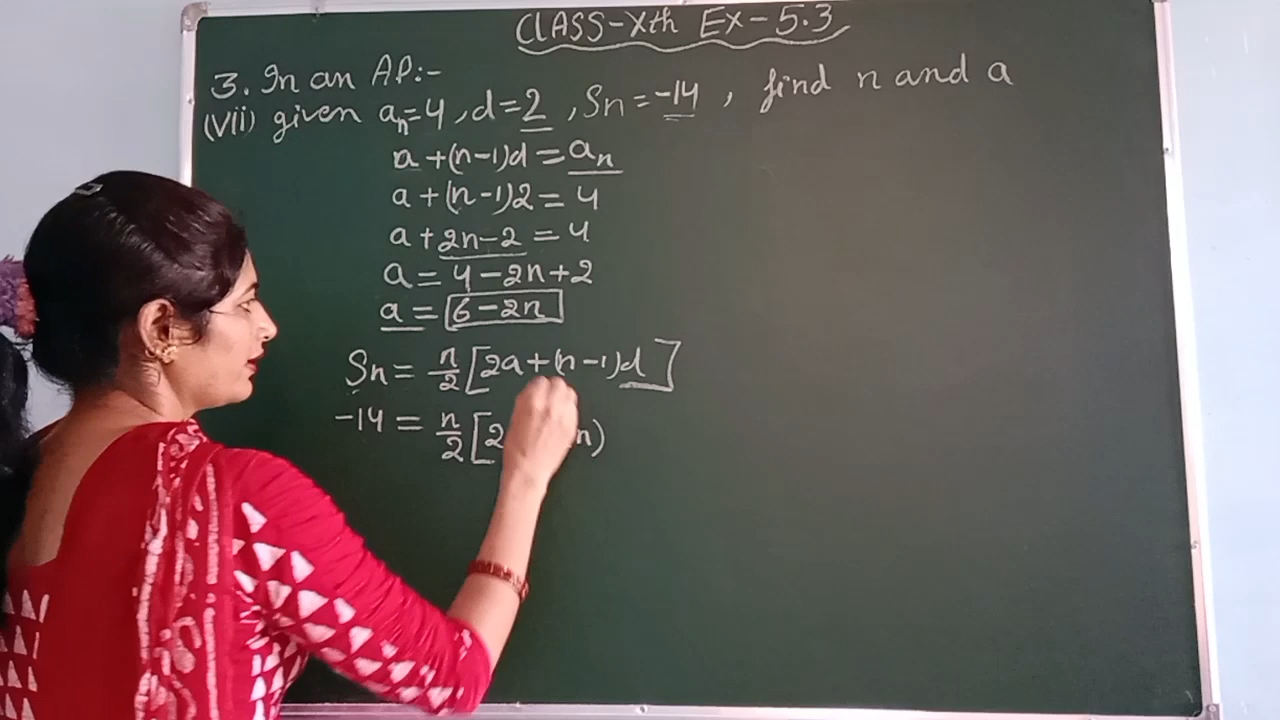 CLASS-Xth Ex-5.3
3. In an AP:-
(vii) given aₙ=4, d=2, Sn=-14, find n and a
a+(n-1)d=aₙ
a+(n-1)2=4
a+2n-2=4
a=4-2n+2
a=6-2n
Sn=n/2[2a+(n-1)d]
-14=n/2[2 n)